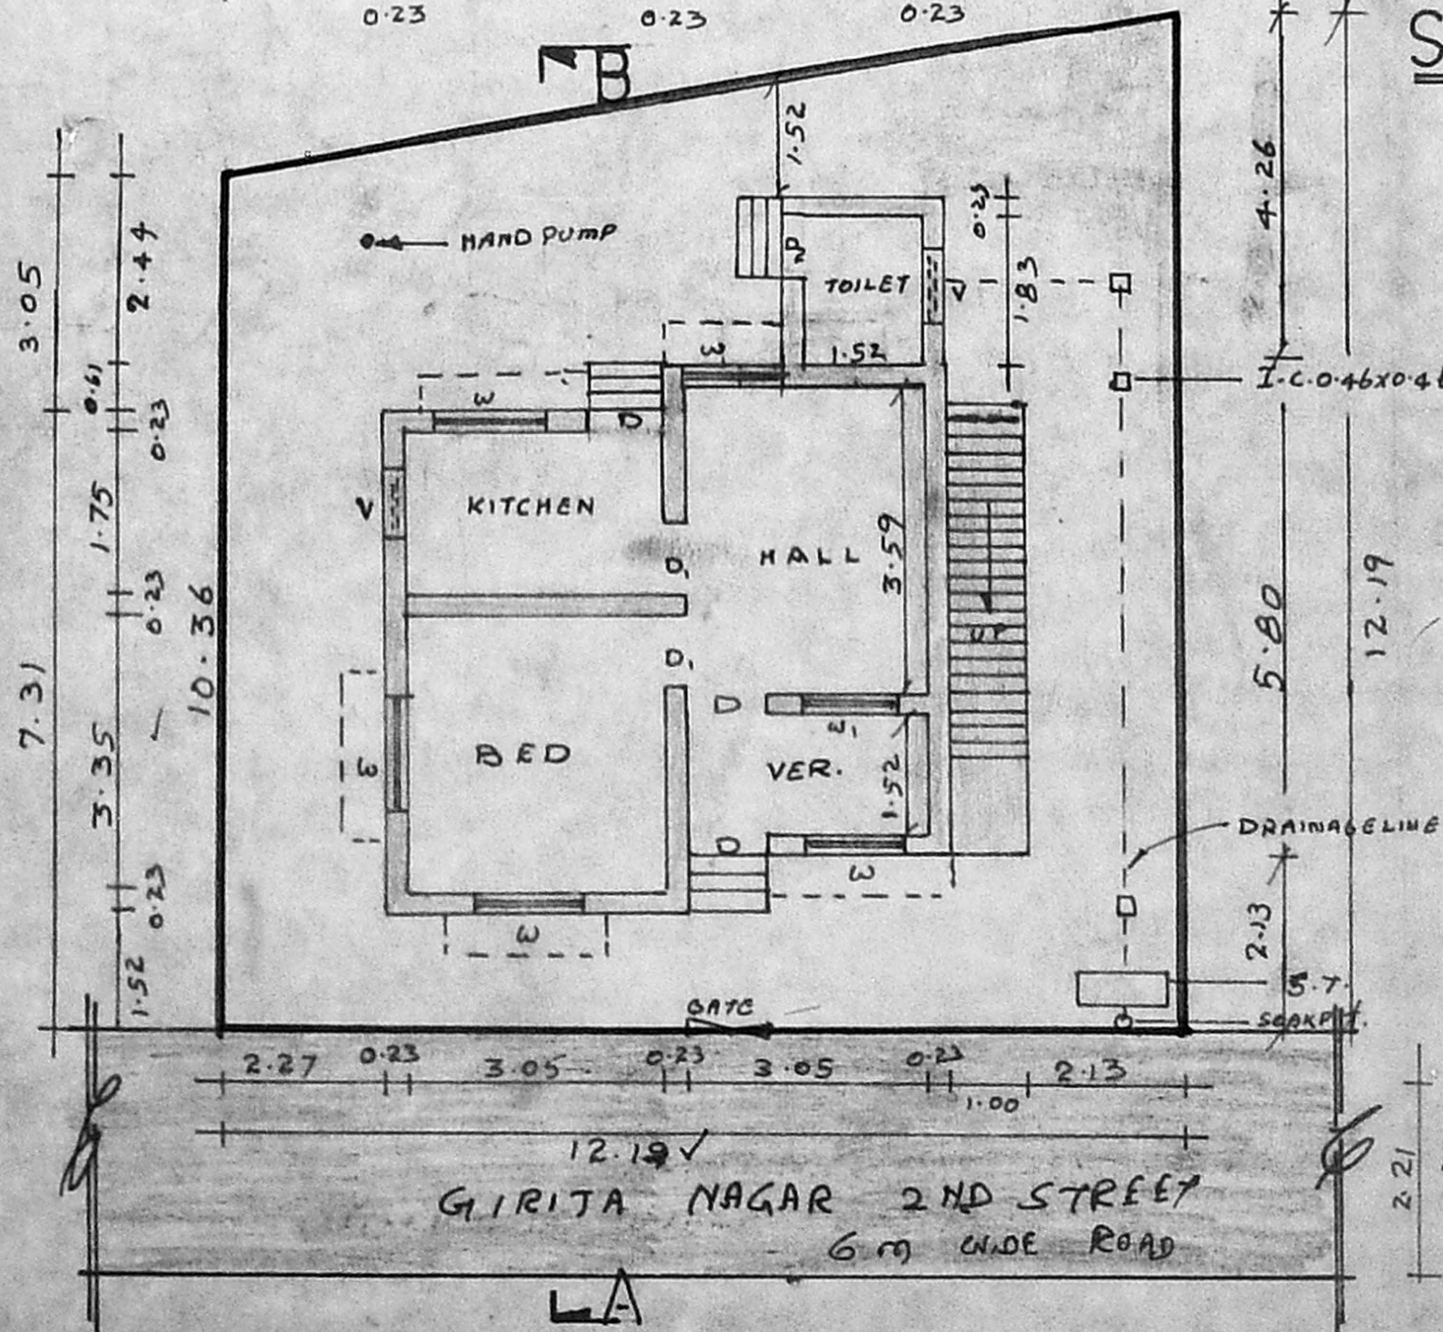 0.23 0.23 0.23
S
B
1.52
4.26
HAND PUMP
D2
TOILET
V
0.23
1.83
2.44
3.05
W
1.52
I.C. 0.46x0.4
0.61
W
D
0.23
V
KITCHEN
1.75
HALL
3.59
D1
0.23
10.36
UP
5.80
12.19
D1
7.31
D
W1
3.35
W
BED
VER.
1.52
D
W
DRAINAGE LINE
0.23
W
2.13
1.52
S.T.
GATE
SOAKPIT.
2.27 0.23 3.05 0.23 3.05 0.23 1.00 2.13
12.19 ✓
2.21
GIRIJA NAGAR 2ND STREET
6 m WIDE ROAD
A